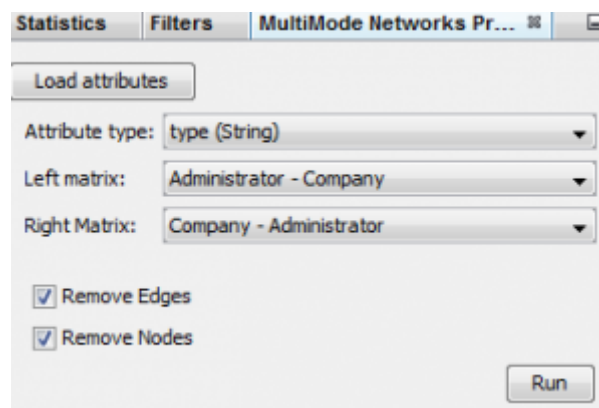 Statistics Filters MultiMode Networks Pr...
Load attributes
Attribute type: type (String)
Left matrix: Administrator - Company
Right Matrix: Company - Administrator
Remove Edges
Remove Nodes
Run